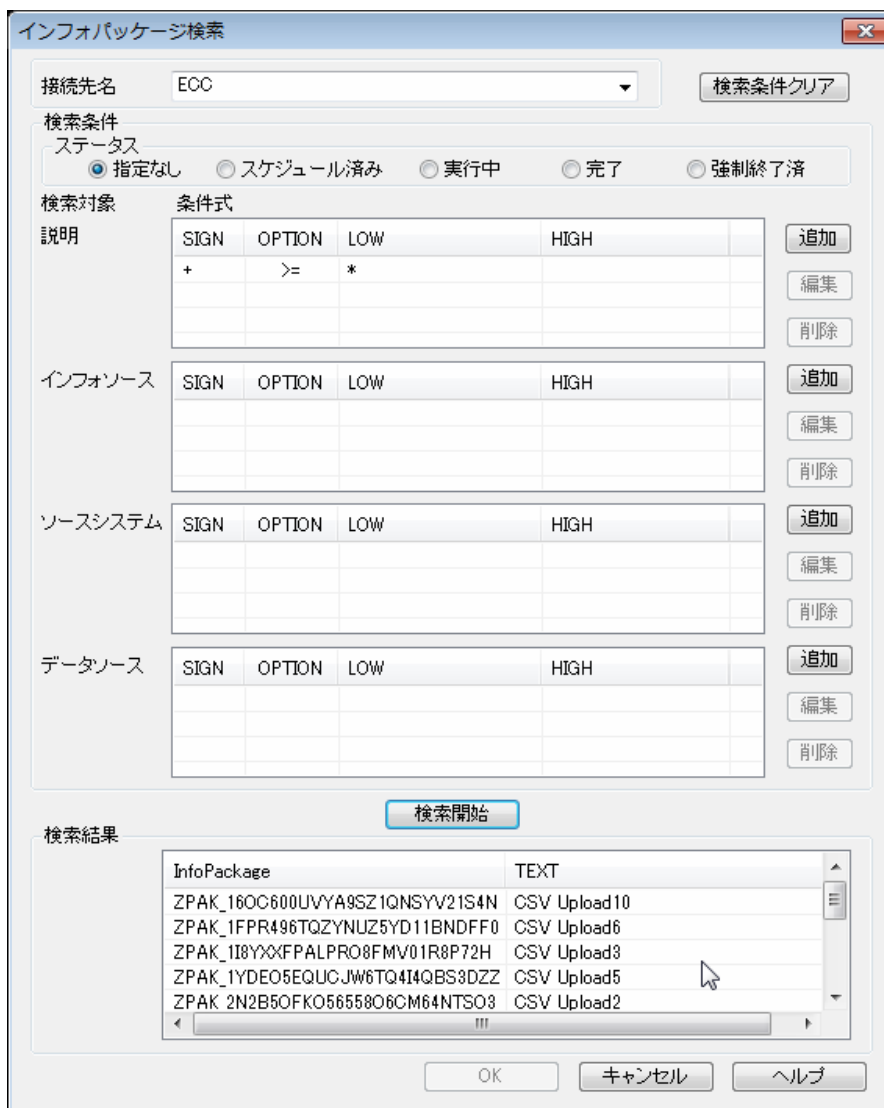 インフォパッケージ検索
接続先名 ECC 検索条件クリア
検索条件
ステータス
指定なし スケジュール済み 実行中 完了 強制終了済
検索対象 条件式
説明 SIGN OPTION LOW HIGH 追加
+ >= *
編集
削除
インフォソース SIGN OPTION LOW HIGH 追加
編集
削除
ソースシステム SIGN OPTION LOW HIGH 追加
編集
削除
データソース SIGN OPTION LOW HIGH 追加
編集
削除
検索開始
検索結果
InfoPackage TEXT
ZPAK_16OC600UVYA9SZ1QNSYV21S4N CSV Upload10
ZPAK_1FPR496TQZYNUZ5YD11BNDFF0 CSV Upload6
ZPAK_1I8YXXFPALPRO8FMV01R8P72H CSV Upload3
ZPAK_1YDEO5EQUCJW6TQ4I4QBS3DZZ CSV Upload5
ZPAK_2N2B5OFKO56558O6CM64NTSO3 CSV Upload2
OK キャンセル ヘルプ